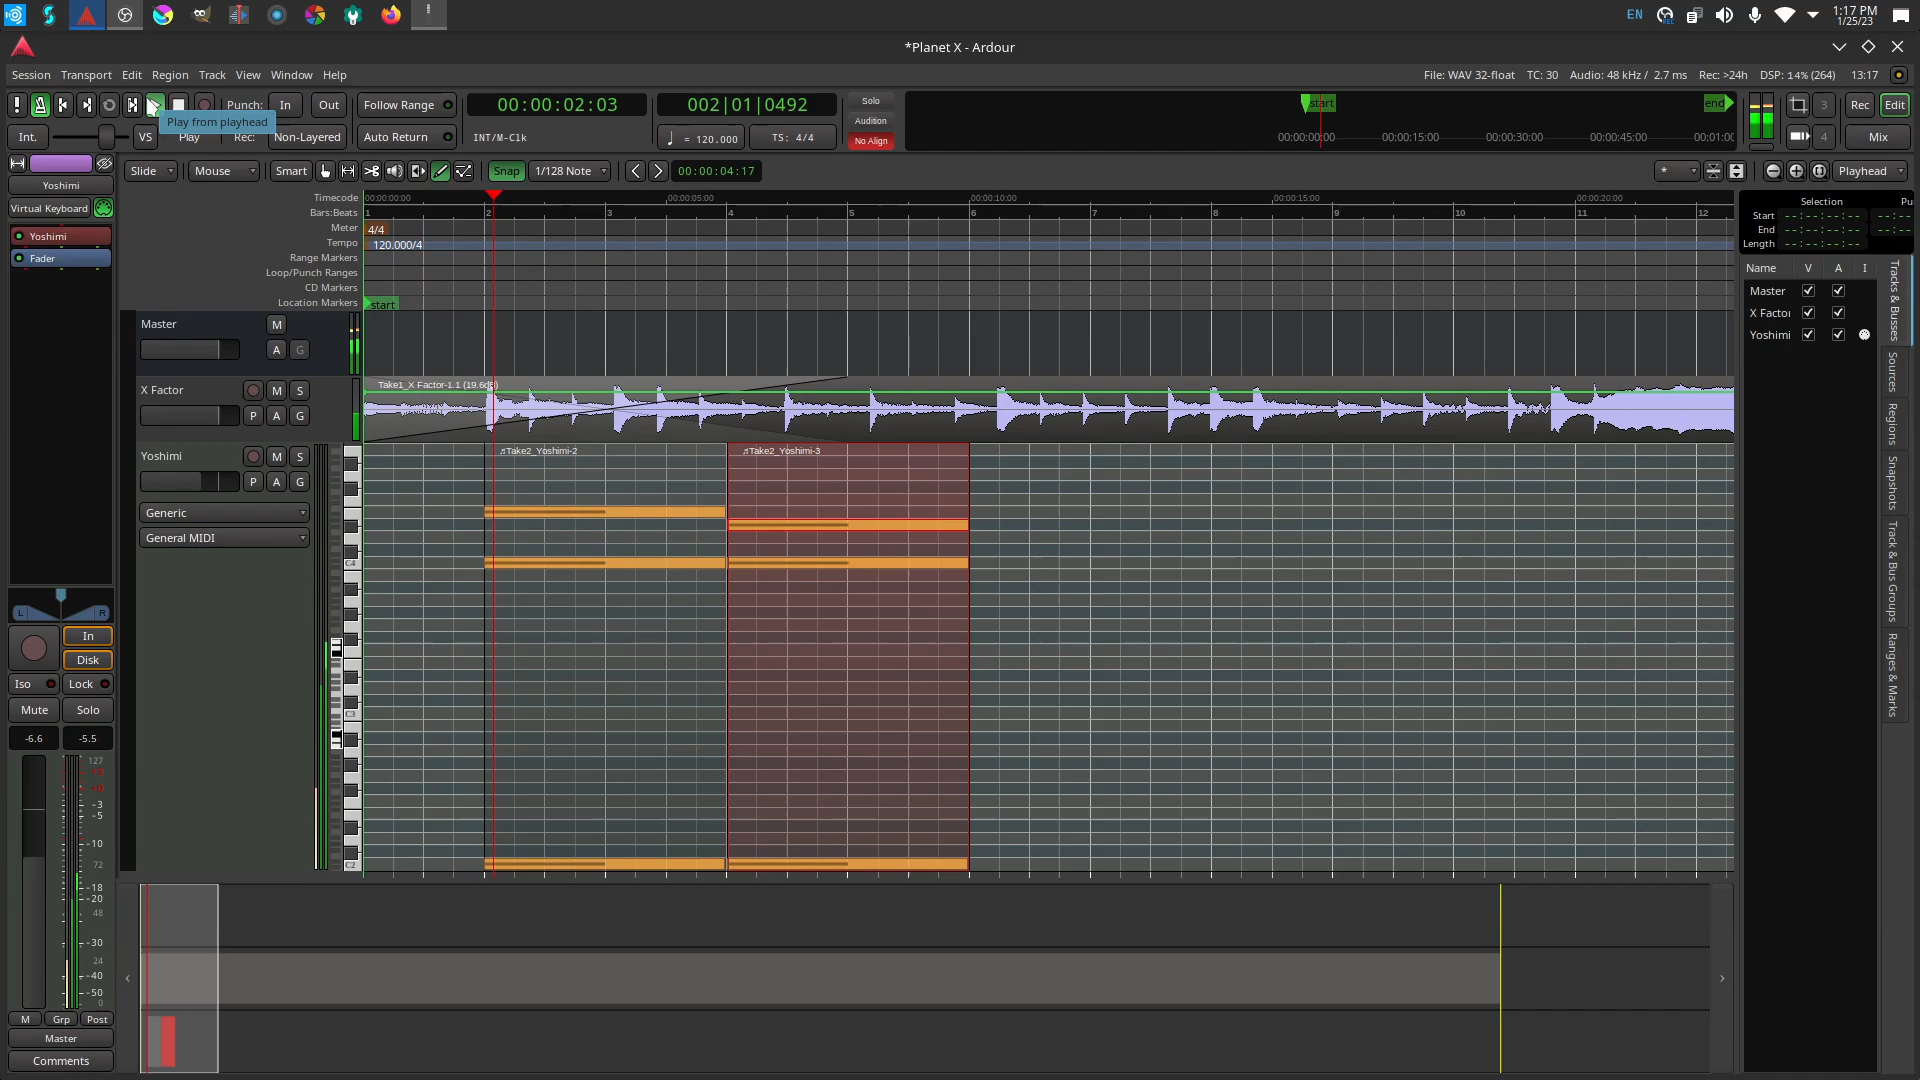 EN
REC
1:17 PM
1/25/23
*Planet X - Ardour
Session Transport Edit Region Track View Window Help
File: WAV 32-float TC: 30 Audio: 48 kHz / 2.7 ms Rec: >24h DSP: 14% (264) 13:17
Punch: In Out Follow Range
00:00:02:03
002|01|0492
Solo
start
end
3
Rec
Edit
Play from playhead
Audition
Int.
VS
Play
Rec:
Non-Layered
Auto Return
INT/M-Clk
= 120.000
TS: 4/4
No Align
00:00:00:00 00:00:15:00 00:00:30:00 00:00:45:00 00:01:00
4
Mix
Slide
Mouse
Smart
Snap
1/128 Note
00:00:04:17
*
Playhead
Yoshimi
Virtual Keyboard
Yoshimi
Fader
Timecode
00:00:00:00 00:00:05:00 00:00:10:00 00:00:15:00 00:00:20:00
Bars:Beats
1 2 3 4 5 6 7 8 9 10 11 12
Meter
4/4
Tempo
120.000/4
Range Markers
Loop/Punch Ranges
CD Markers
Location Markers
start
Selection
Pu
Start --:--:--:-- --:--
End --:--:--:-- --:--
Length --:--:--:--
Name V A I
Master
X Facto
Yoshimi
Tracks & Busses
Sources
Regions
Snapshots
Track & Bus Groups
Ranges & Marks
Master
M
A G
X Factor
M S
P A G
Take1_X Factor-1.1 (19.6dB)
Yoshimi
M S
P A G
Generic
General MIDI
Take2_Yoshimi-2
Take2_Yoshimi-3
C4
C3
C2
L R
In
Disk
Iso Lock
Mute Solo
-6.6 -5.5
127
-3
-5
-10
72
-18
-20
48
-30
24
-40
-50
0
M Grp Post
Master
Comments